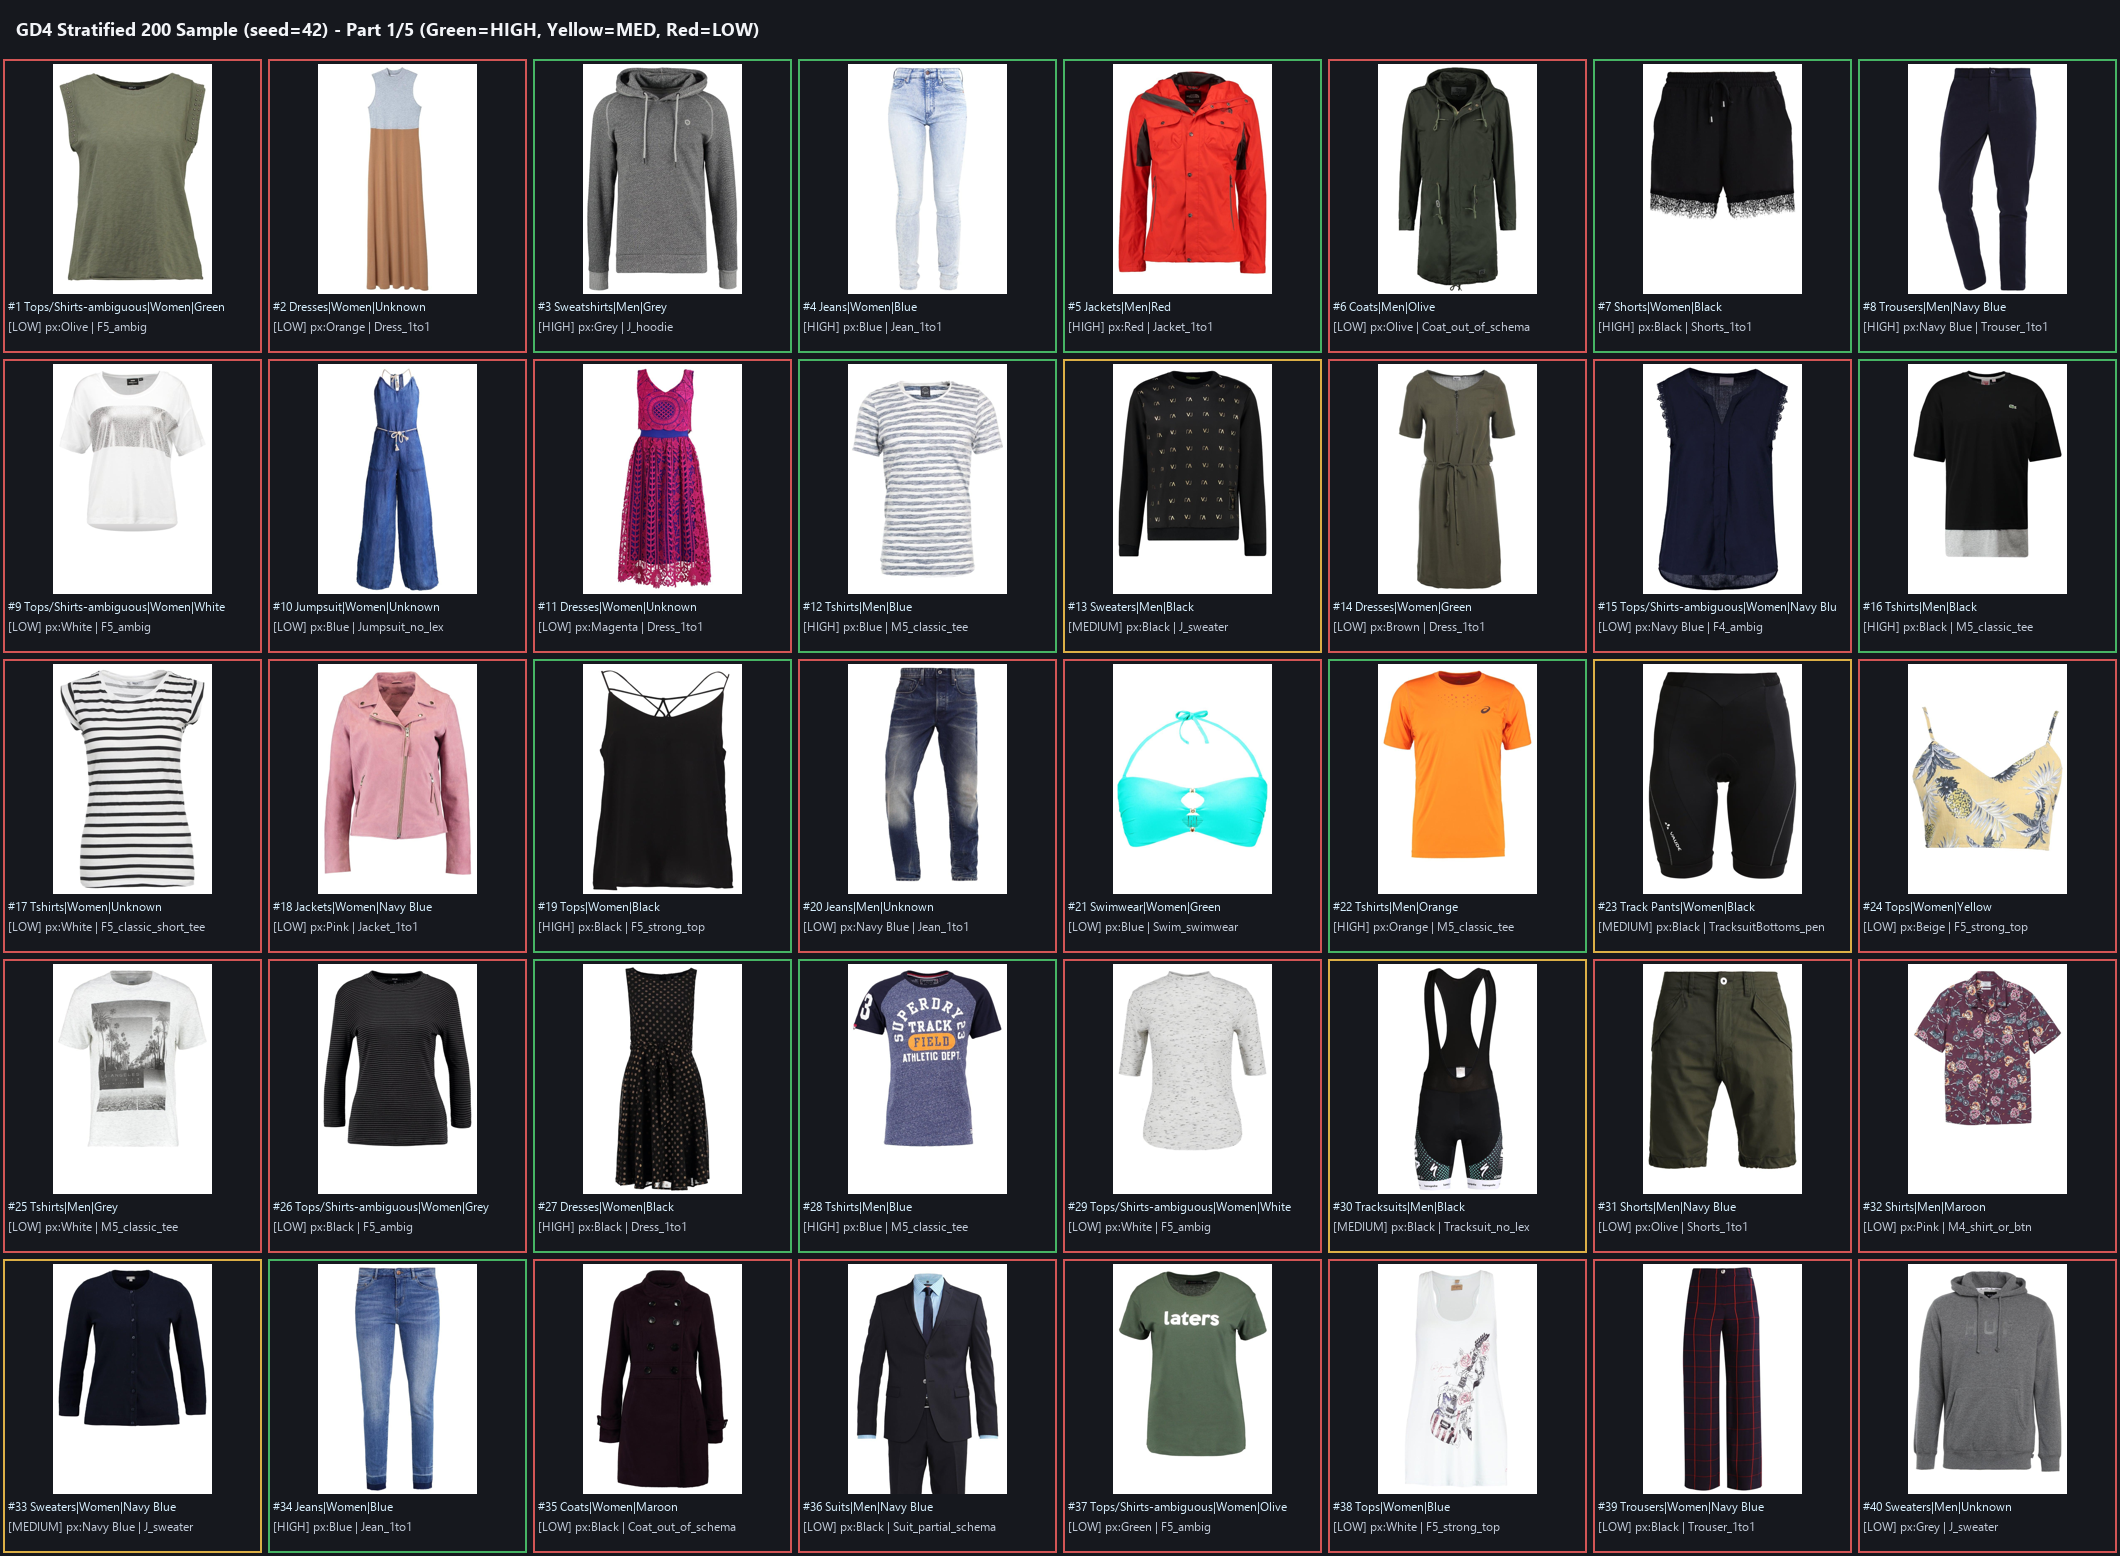 GD4 Stratified 200 Sample (seed=42) - Part 1/5 (Green=HIGH, Yellow=MED, Red=LOW)
#1 Tops/Shirts-ambiguous|Women|Green
[LOW] px:Olive | F5_ambig
#2 Dresses|Women|Unknown
[LOW] px:Orange | Dress_1to1
#3 Sweatshirts|Men|Grey
[HIGH] px:Grey | J_hoodie
#4 Jeans|Women|Blue
[HIGH] px:Blue | Jean_1to1
#5 Jackets|Men|Red
[HIGH] px:Red | Jacket_1to1
#6 Coats|Men|Olive
[LOW] px:Olive | Coat_out_of_schema
#7 Shorts|Women|Black
[HIGH] px:Black | Shorts_1to1
#8 Trousers|Men|Navy Blue
[HIGH] px:Navy Blue | Trouser_1to1
#9 Tops/Shirts-ambiguous|Women|White
[LOW] px:White | F5_ambig
#10 Jumpsuit|Women|Unknown
[LOW] px:Blue | Jumpsuit_no_lex
#11 Dresses|Women|Unknown
[LOW] px:Magenta | Dress_1to1
#12 Tshirts|Men|Blue
[HIGH] px:Blue | M5_classic_tee
#13 Sweaters|Men|Black
[MEDIUM] px:Black | J_sweater
#14 Dresses|Women|Green
[LOW] px:Brown | Dress_1to1
#15 Tops/Shirts-ambiguous|Women|Navy Blu
[LOW] px:Navy Blue | F4_ambig
#16 Tshirts|Men|Black
[HIGH] px:Black | M5_classic_tee
#17 Tshirts|Women|Unknown
[LOW] px:White | F5_classic_short_tee
#18 Jackets|Women|Navy Blue
[LOW] px:Pink | Jacket_1to1
#19 Tops|Women|Black
[HIGH] px:Black | F5_strong_top
#20 Jeans|Men|Unknown
[LOW] px:Navy Blue | Jean_1to1
#21 Swimwear|Women|Green
[LOW] px:Blue | Swim_swimwear
#22 Tshirts|Men|Orange
[HIGH] px:Orange | M5_classic_tee
VAUDE
#23 Track Pants|Women|Black
[MEDIUM] px:Black | TracksuitBottoms_pen
#24 Tops|Women|Yellow
[LOW] px:Beige | F5_strong_top
#25 Tshirts|Men|Grey
[LOW] px:White | M5_classic_tee
#26 Tops/Shirts-ambiguous|Women|Grey
[LOW] px:Black | F5_ambig
#27 Dresses|Women|Black
[HIGH] px:Black | Dress_1to1
3
SUPERDRY
TRACK
FIELD
ATHLETIC DEPT.
23
#28 Tshirts|Men|Blue
[HIGH] px:Blue | M5_classic_tee
#29 Tops/Shirts-ambiguous|Women|White
[LOW] px:White | F5_ambig
#30 Tracksuits|Men|Black
[MEDIUM] px:Black | Tracksuit_no_lex
#31 Shorts|Men|Navy Blue
[LOW] px:Olive | Shorts_1to1
#32 Shirts|Men|Maroon
[LOW] px:Pink | M4_shirt_or_btn
#33 Sweaters|Women|Navy Blue
[MEDIUM] px:Navy Blue | J_sweater
#34 Jeans|Women|Blue
[HIGH] px:Blue | Jean_1to1
#35 Coats|Women|Maroon
[LOW] px:Black | Coat_out_of_schema
#36 Suits|Men|Navy Blue
[LOW] px:Black | Suit_partial_schema
laters
#37 Tops/Shirts-ambiguous|Women|Olive
[LOW] px:Green | F5_ambig
#38 Tops|Women|Blue
[LOW] px:White | F5_strong_top
#39 Trousers|Women|Navy Blue
[LOW] px:Black | Trouser_1to1
#40 Sweaters|Men|Unknown
[LOW] px:Grey | J_sweater